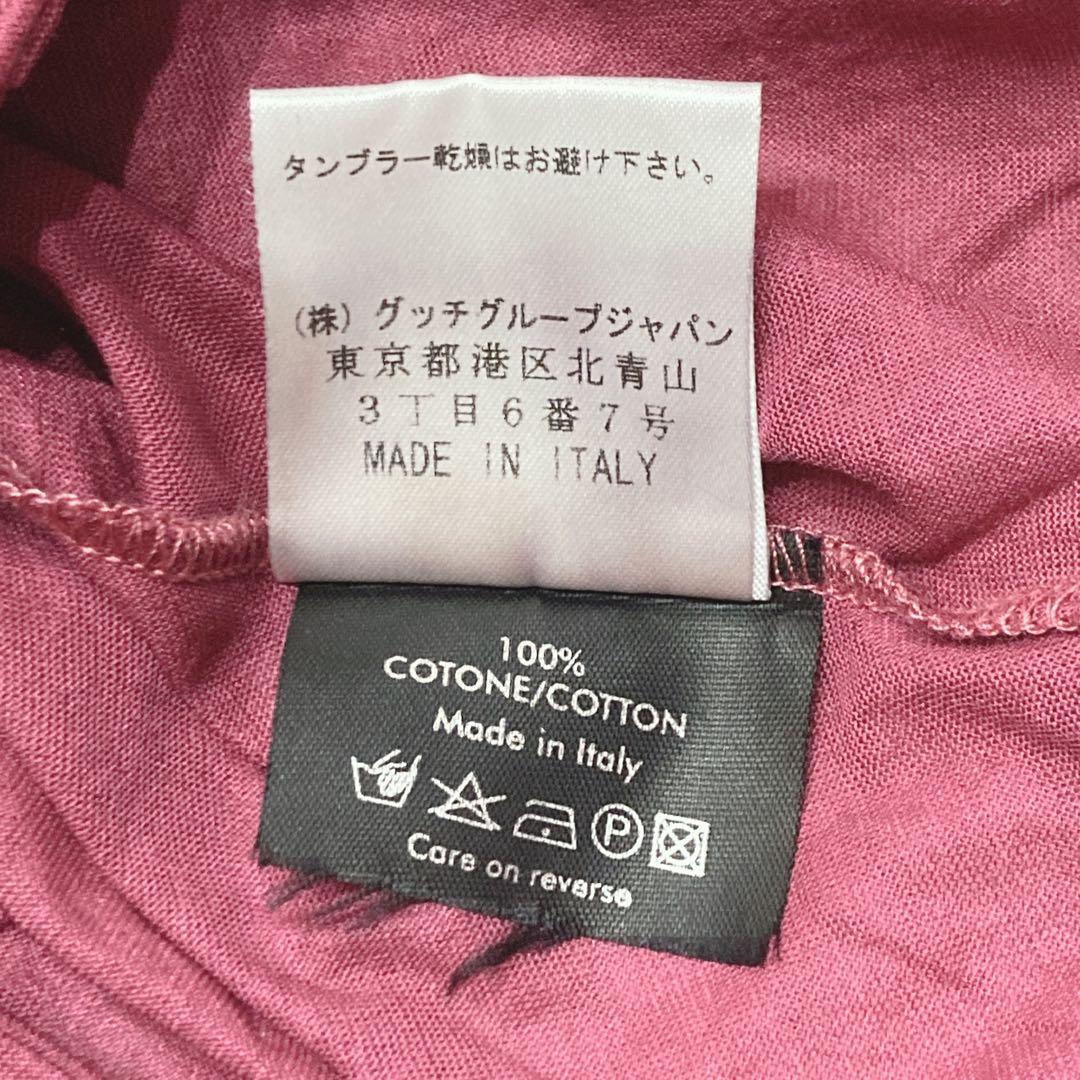 タンブラー乾燥はお避け下さい。
(株)グッチグループジャパン
東京都港区北青山
3丁目6番7号
MADE IN ITALY
100%
COTONE/COTTON
Made in Italy
P
Care on reverse